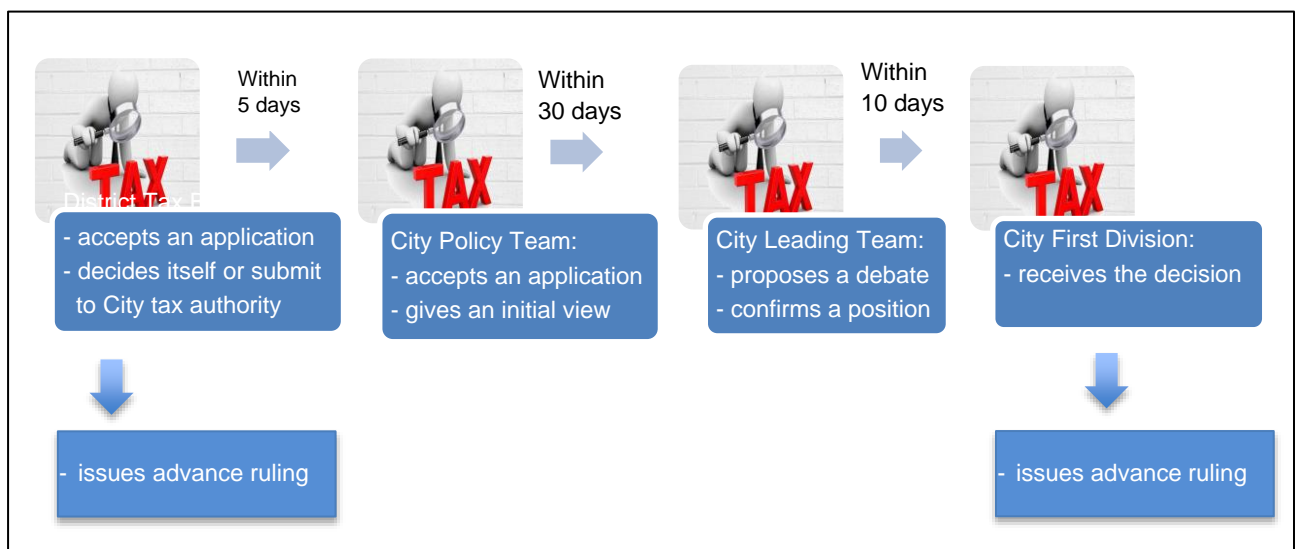 Within
5 days
Within
30 days
Within
10 days
TAX
TAX
TAX
TAX
District Tax
- accepts an application
- decides itself or submit
to City tax authority
City Policy Team:
- accepts an application
- gives an initial view
City Leading Team:
- proposes a debate
- confirms a position
City First Division:
- receives the decision
- issues advance ruling
- issues advance ruling